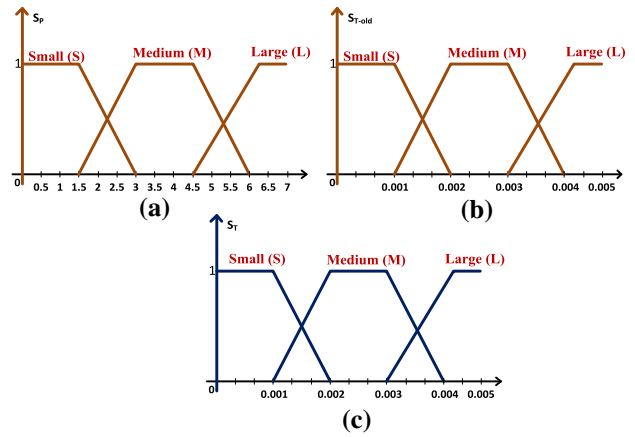 S_P
Small (S) Medium (M) Large (L)
1
0
0.5 1 1.5 2 2.5 3 3.5 4 4.5 5 5.5 6 6.5 7
(a)
S_T-old
Small (S) Medium (M) Large (L)
1
0
0.001 0.002 0.003 0.004 0.005
(b)
S_T
Small (S) Medium (M) Large (L)
1
0
0.001 0.002 0.003 0.004 0.005
(c)